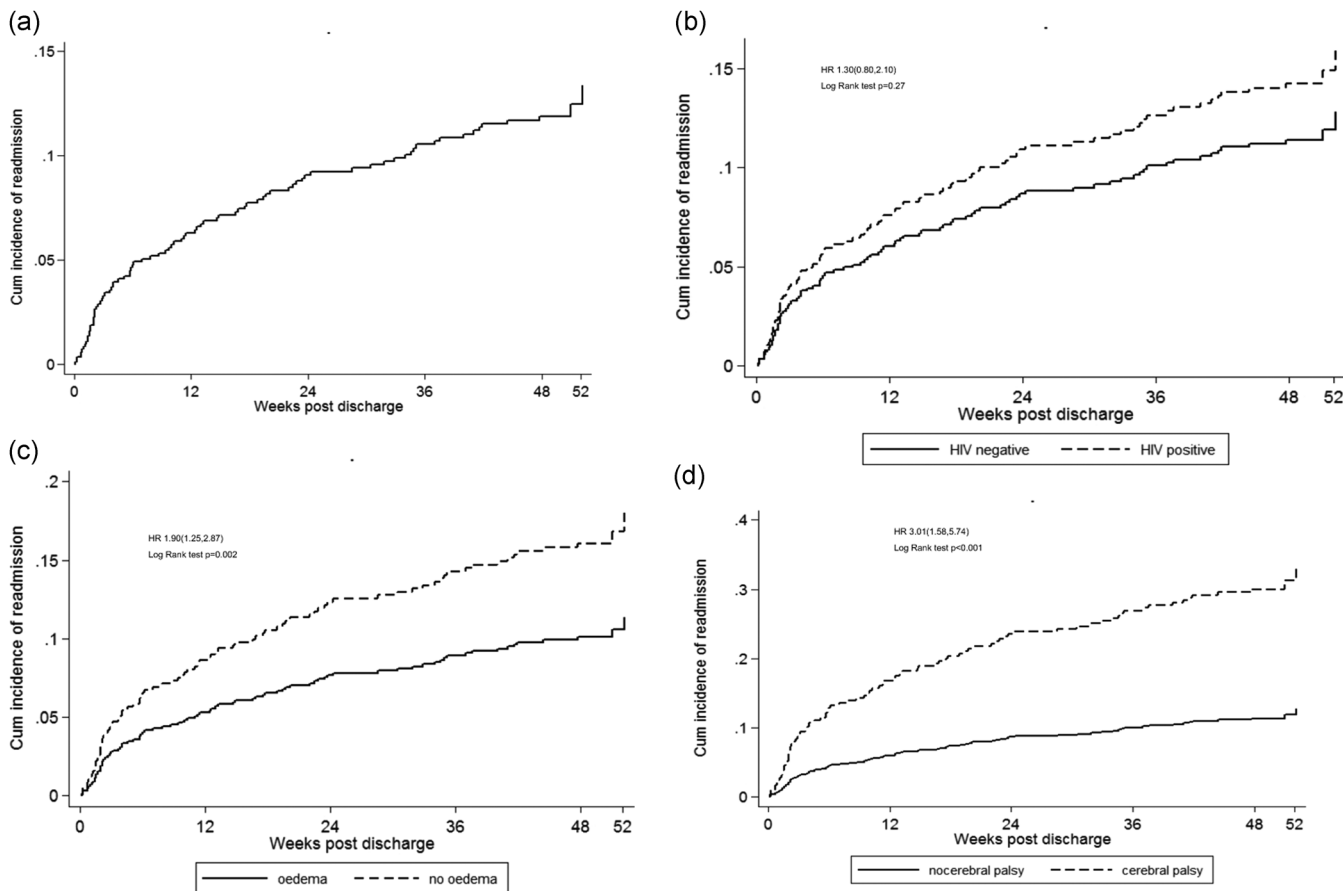 (a)
.15
.1
.05
0
Cum incidence of readmission
0 12 24 36 48 52
Weeks post discharge
(b)
HR 1.30(0.80,2.10)
Log Rank test p=0.27
.15
.1
.05
0
Cum incidence of readmission
0 12 24 36 48 52
Weeks post discharge
HIV negative HIV positive
(c)
HR 1.90(1.25,2.87)
Log Rank test p=0.002
.2
.15
.1
.05
0
Cum incidence of readmission
0 12 24 36 48 52
Weeks post discharge
oedema no oedema
(d)
HR 3.01(1.58,5.74)
Log Rank test p<0.001
.4
.3
.2
.1
0
Cum incidence of readmission
0 12 24 36 48 52
Weeks post discharge
nocerebral palsy cerebral palsy